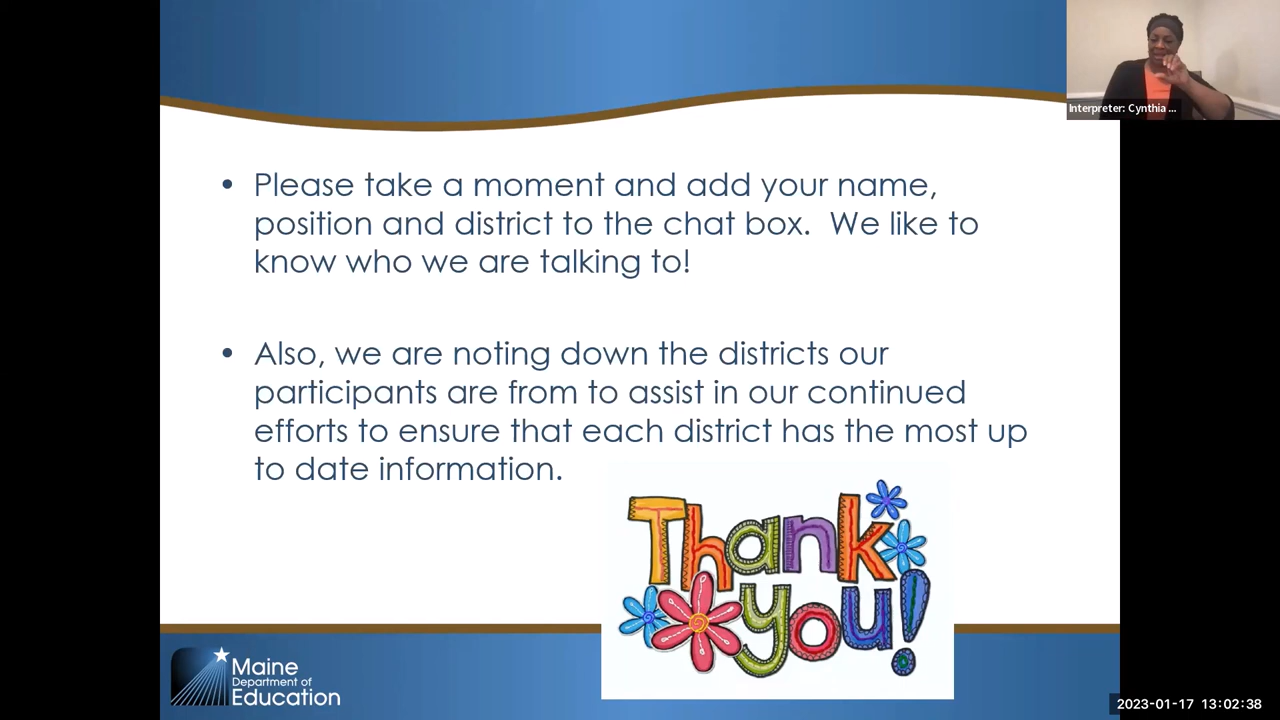 Interpreter: Cynthia ...
• Please take a moment and add your name,
position and district to the chat box.  We like to
know who we are talking to!
• Also, we are noting down the districts our
participants are from to assist in our continued
efforts to ensure that each district has the most up
to date information.
Thank
you!
Maine
Department of
Education
2023-01-17 13:02:38